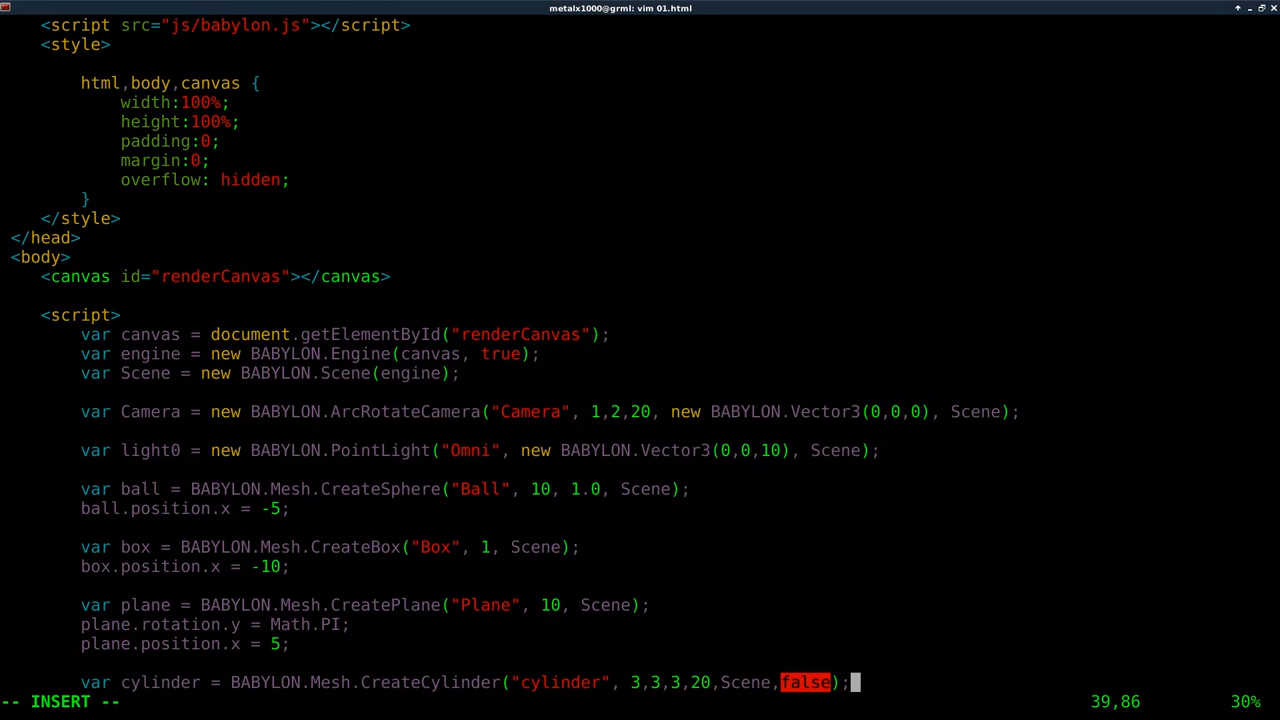 metalx1000@grml: vim 01.html
<script src="js/babylon.js"></script>
<style>
html,body,canvas {
width:100%;
height:100%;
padding:0;
margin:0;
overflow: hidden;
}
</style>
</head>
<body>
<canvas id="renderCanvas"></canvas>
<script>
var canvas = document.getElementById("renderCanvas");
var engine = new BABYLON.Engine(canvas, true);
var Scene = new BABYLON.Scene(engine);
var Camera = new BABYLON.ArcRotateCamera("Camera", 1,2,20, new BABYLON.Vector3(0,0,0), Scene);
var light0 = new BABYLON.PointLight("Omni", new BABYLON.Vector3(0,0,10), Scene);
var ball = BABYLON.Mesh.CreateSphere("Ball", 10, 1.0, Scene);
ball.position.x = -5;
var box = BABYLON.Mesh.CreateBox("Box", 1, Scene);
box.position.x = -10;
var plane = BABYLON.Mesh.CreatePlane("Plane", 10, Scene);
plane.rotation.y = Math.PI;
plane.position.x = 5;
var cylinder = BABYLON.Mesh.CreateCylinder("cylinder", 3,3,3,20,Scene,false);
-- INSERT -- 39,86 30%